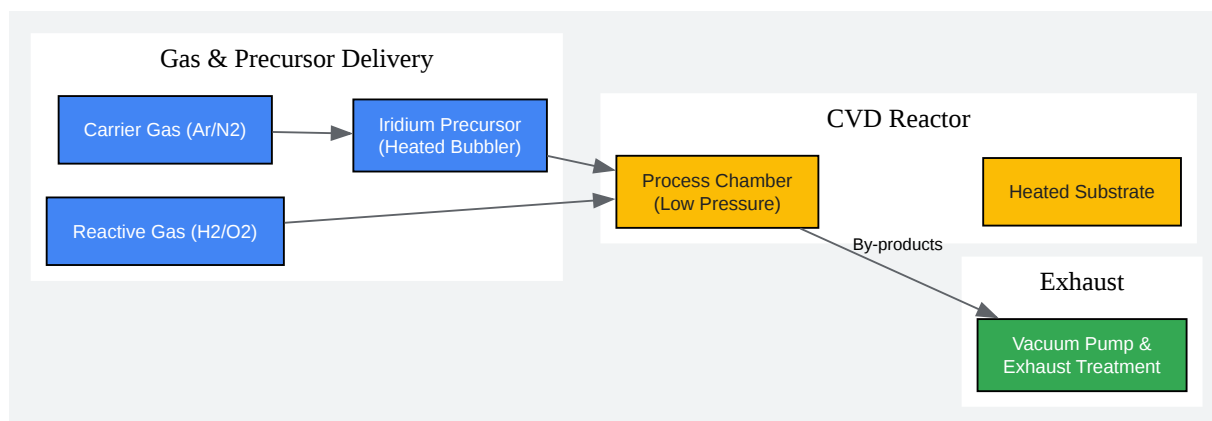 Gas & Precursor Delivery
Carrier Gas (Ar/N2)
Iridium Precursor
(Heated Bubbler)
Reactive Gas (H2/O2)
CVD Reactor
Process Chamber
(Low Pressure)
Heated Substrate
By-products
Exhaust
Vacuum Pump &
Exhaust Treatment